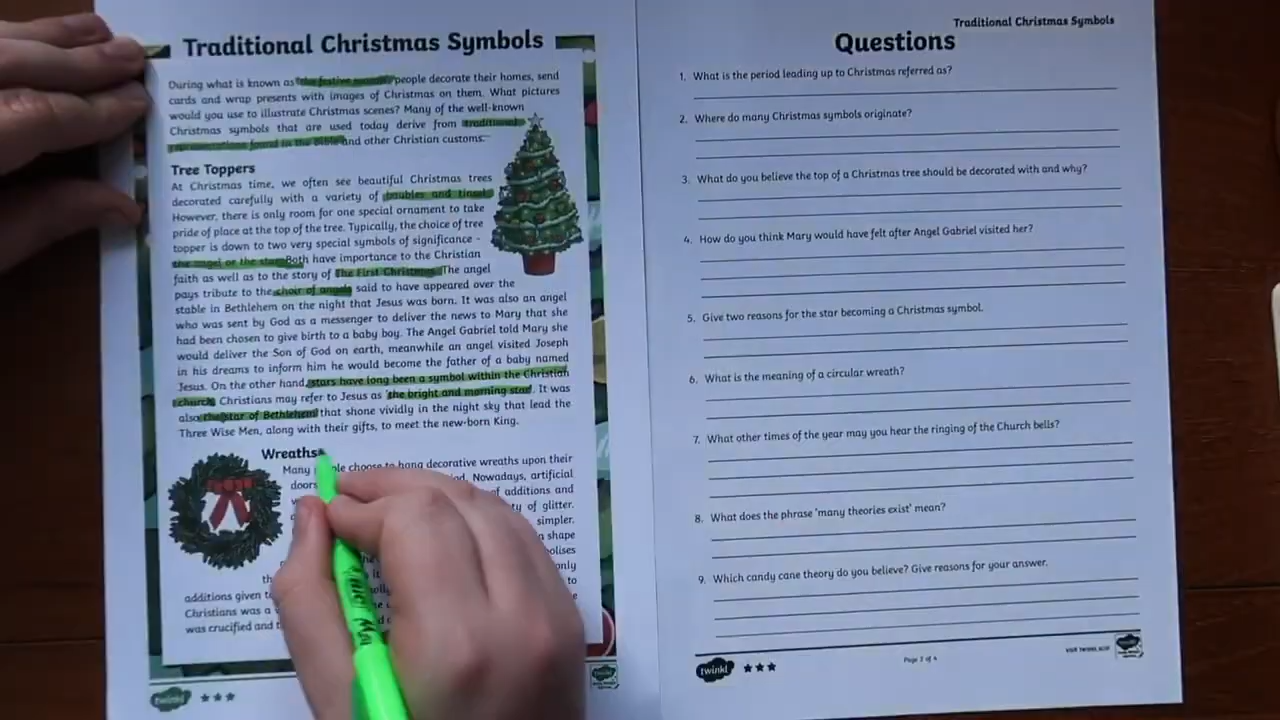 Traditional Christmas Symbols
During what is known as 'the festive season' people decorate their homes, send
cards and wrap presents with images of Christmas on them. What pictures
would you use to illustrate Christmas scenes? Many of the well-known
Christmas symbols that are used today derive from traditional
representations found in the Bible and other Christian customs.
Tree Toppers
At Christmas time, we often see beautiful Christmas trees
decorated carefully with a variety of baubles and tinsel.
However, there is only room for one special ornament to take
pride of place at the top of the tree. Typically, the choice of tree
topper is down to two very special symbols of significance -
the angel or the star. Both have importance to the Christian
faith as well as to the story of The First Christmas. The angel
pays tribute to the choir of angels said to have appeared over the
stable in Bethlehem on the night that Jesus was born. It was also an angel
who was sent by God as a messenger to deliver the news to Mary that she
had been chosen to give birth to a baby boy. The Angel Gabriel told Mary she
would deliver the Son of God on earth, meanwhile an angel visited Joseph
in his dreams to inform him he would become the father of a baby named
Jesus. On the other hand, stars have long been a symbol within the Christian
church. Christians may refer to Jesus as 'the bright and morning star'. It was
also the star of Bethlehem that shone vividly in the night sky that lead the
Three Wise Men, along with their gifts, to meet the new-born King.
Wreaths
Many choose to hang decorative wreaths upon their
doors Nowadays, artificial
of additions and
of glitter.
simpler.
a shape
only
to
additions given
Christians was a
was crucified and
twinkl
Traditional Christmas Symbols
Questions
1. What is the period leading up to Christmas referred as?
2. Where do many Christmas symbols originate?
3. What do you believe the top of a Christmas tree should be decorated with and why?
4. How do you think Mary would have felt after Angel Gabriel visited her?
5. Give two reasons for the star becoming a Christmas symbol.
6. What is the meaning of a circular wreath?
7. What other times of the year may you hear the ringing of the Church bells?
8. What does the phrase 'many theories exist' mean?
9. Which candy cane theory do you believe? Give reasons for your answer.
twinkl
Page 3 of 4